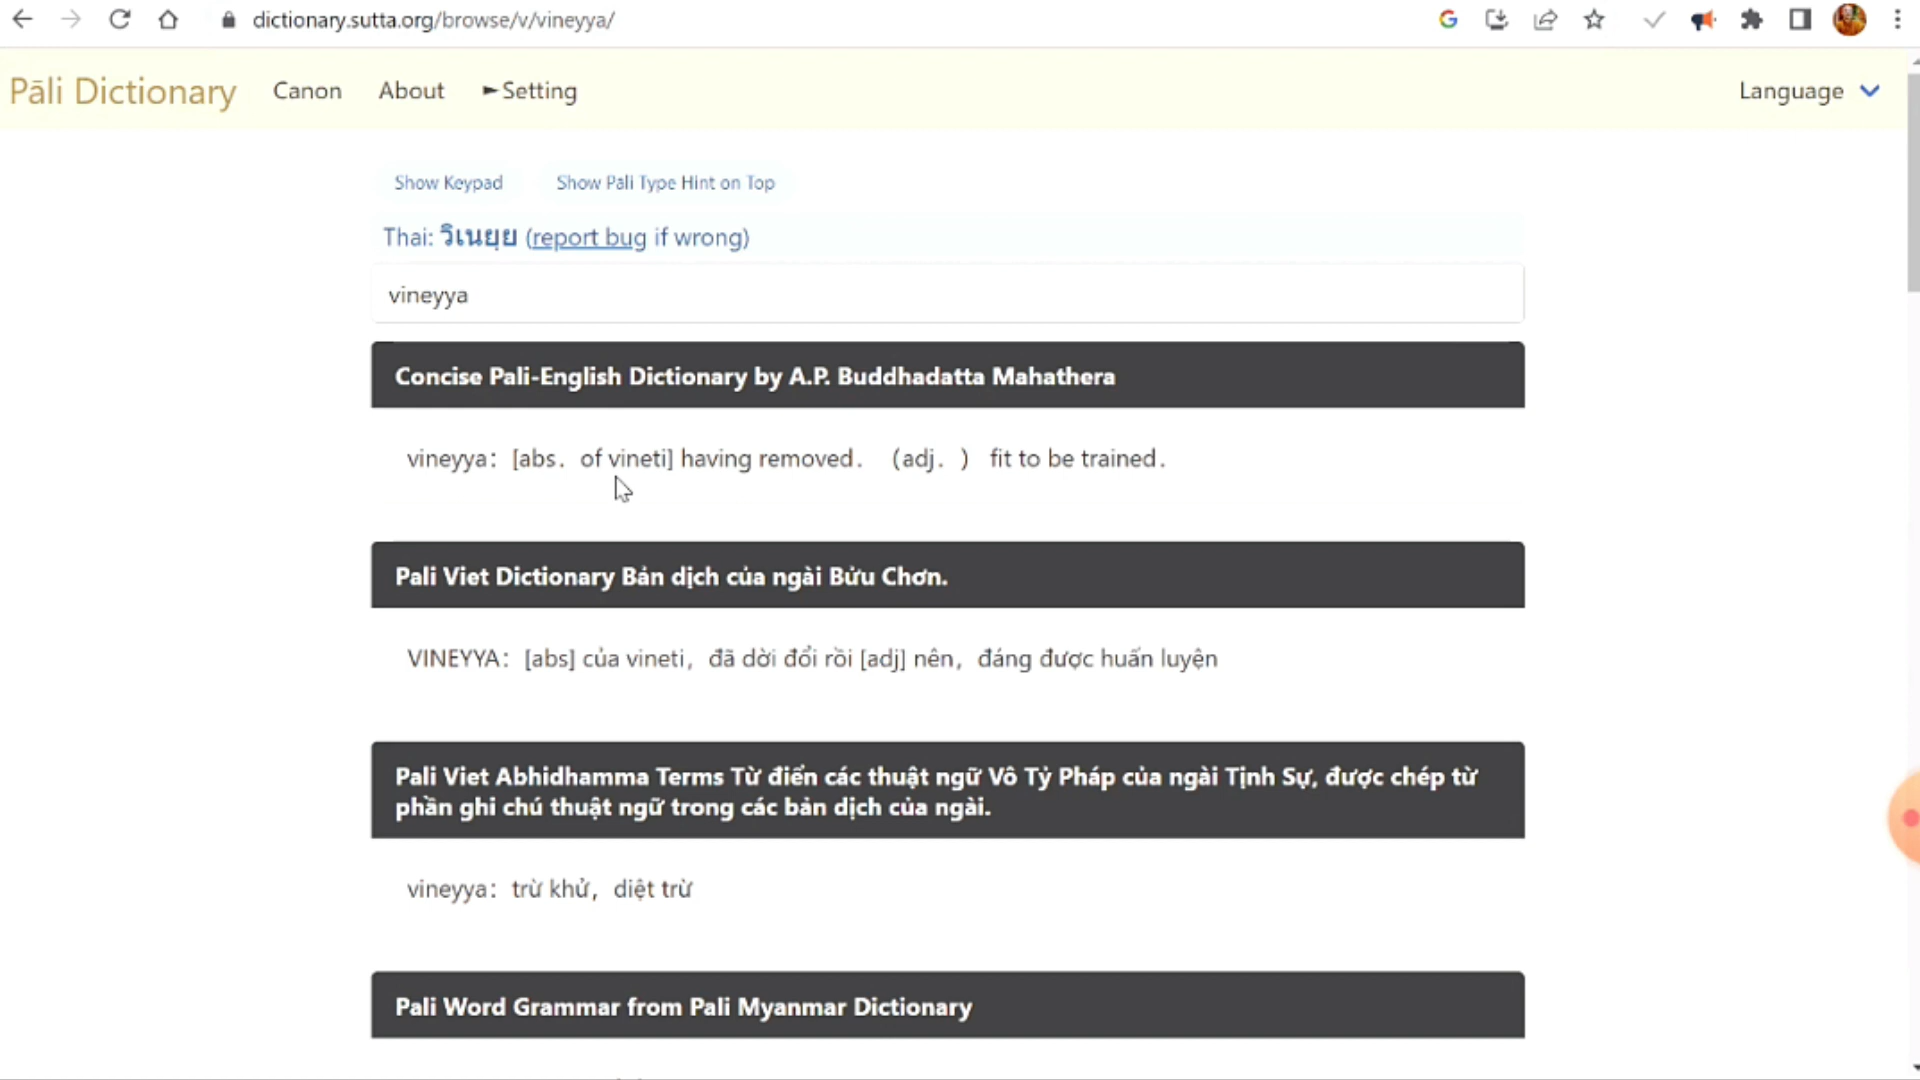 dictionary.sutta.org/browse/v/vineyya/
Pāli Dictionary Canon About ►Setting Language
Show Keypad Show Pāli Type Hint on Top
Thai: วิเนยฺย (report bug if wrong)
vineyya
Concise Pali-English Dictionary by A.P. Buddhadatta Mahathera
vineyya: [abs. of vineti] having removed. (adj. ) fit to be trained.
Pali Viet Dictionary Bản dịch của ngài Bửu Chơn.
VINEYYA: [abs] của vineti, đã dời đổi rồi [adj] nên, đáng được huấn luyện
Pali Viet Abhidhamma Terms Từ điển các thuật ngữ Vô Tỷ Pháp của ngài Tịnh Sự, được chép từ
phần ghi chú thuật ngữ trong các bản dịch của ngài.
vineyya: trừ khử, diệt trừ
Pali Word Grammar from Pali Myanmar Dictionary